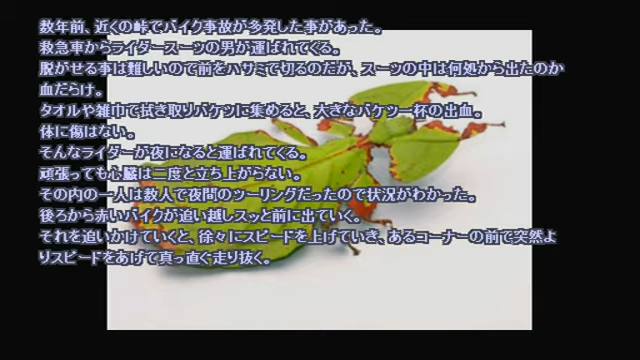 数年前、近くの峠でバイク事故が多発した事があった。
救急車からライダースーツの男が運ばれてくる。
脱がせる事は難しいので前をハサミで切るのだが、スーツの中は何処から出たのか
血だらけ。
タオルや雑巾で拭き取りバケツに集めると、大きなバケツ一杯の出血。
体に傷はない。
そんなライダーが夜になると運ばれてくる。
頑張っても心臓は二度と立ち上がらない。
その内の一人は数人で夜間のツーリングだったので状況がわかった。
後ろから赤いバイクが追い越しスッと前に出ていく。
それを追いかけていくと、徐々にスピードを上げていき、あるコーナーの前で突然よ
りスピードをあげて真っ直ぐ走り抜く。